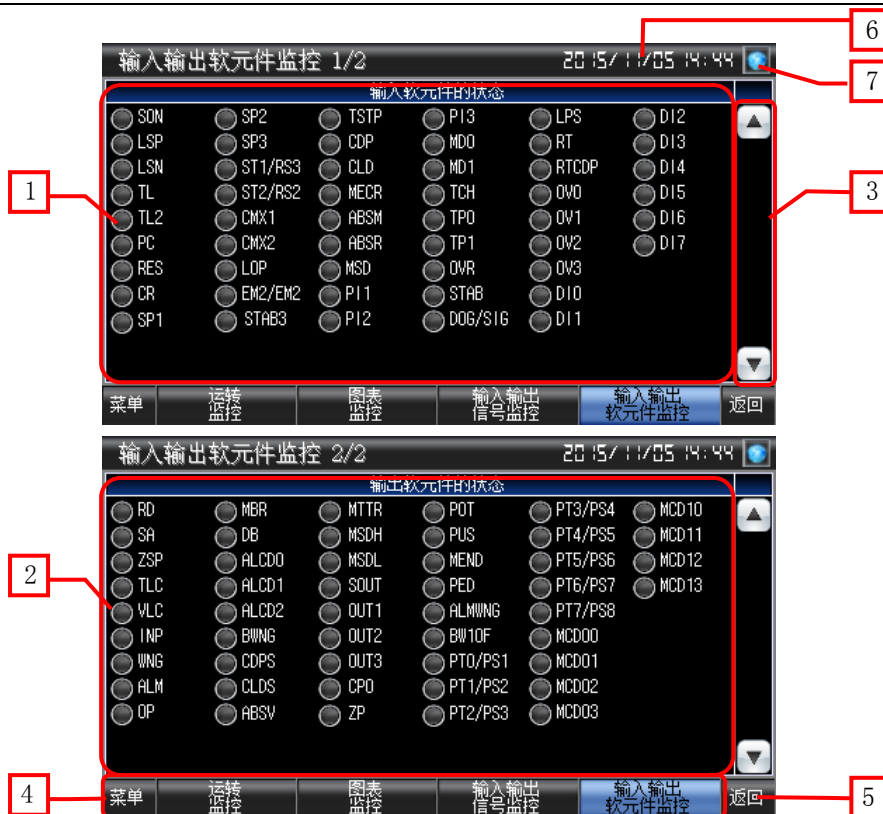 6
输入输出软元件监控 1/2 2015/11/05 14:44
7
输入软元件的状态
SON SP2 TSTP PI3 LPS DI2
LSP SP3 CDP MD0 RT DI3
LSN ST1/RS3 CLD MD1 RTCDP DI4
1 TL ST2/RS2 MECR TCH OV0 DI5 3
TL2 CMX1 ABSM TP0 OV1 DI6
PC CMX2 ABSR TP1 OV2 DI7
RES LOP MSD OVR OV3
CR EM2/EM2 PI1 STAB DI0
SP1 STAB3 PI2 DOG/SIG DI1
菜单 运转监控 图表监控 输入输出信号监控 输入输出软元件监控 返回
输入输出软元件监控 2/2 2015/11/05 14:44
输出软元件的状态
RD MBR MTTR POT PT3/PS4 MCD10
SA DB MSDH PUS PT4/PS5 MCD11
2 ZSP ALCD0 MSDL MEND PT5/PS6 MCD12
TLC ALCD1 SOUT PED PT6/PS7 MCD13
VLC ALCD2 OUT1 ALMWNG PT7/PS8
INP BWNG OUT2 BW10F MCD00
WNG CDPS OUT3 PT0/PS1 MCD01
ALM CLDS CPO PT1/PS2 MCD02
OP ABSV ZP PT2/PS3 MCD03
4 菜单 运转监控 图表监控 输入输出信号监控 输入输出软元件监控 返回 5